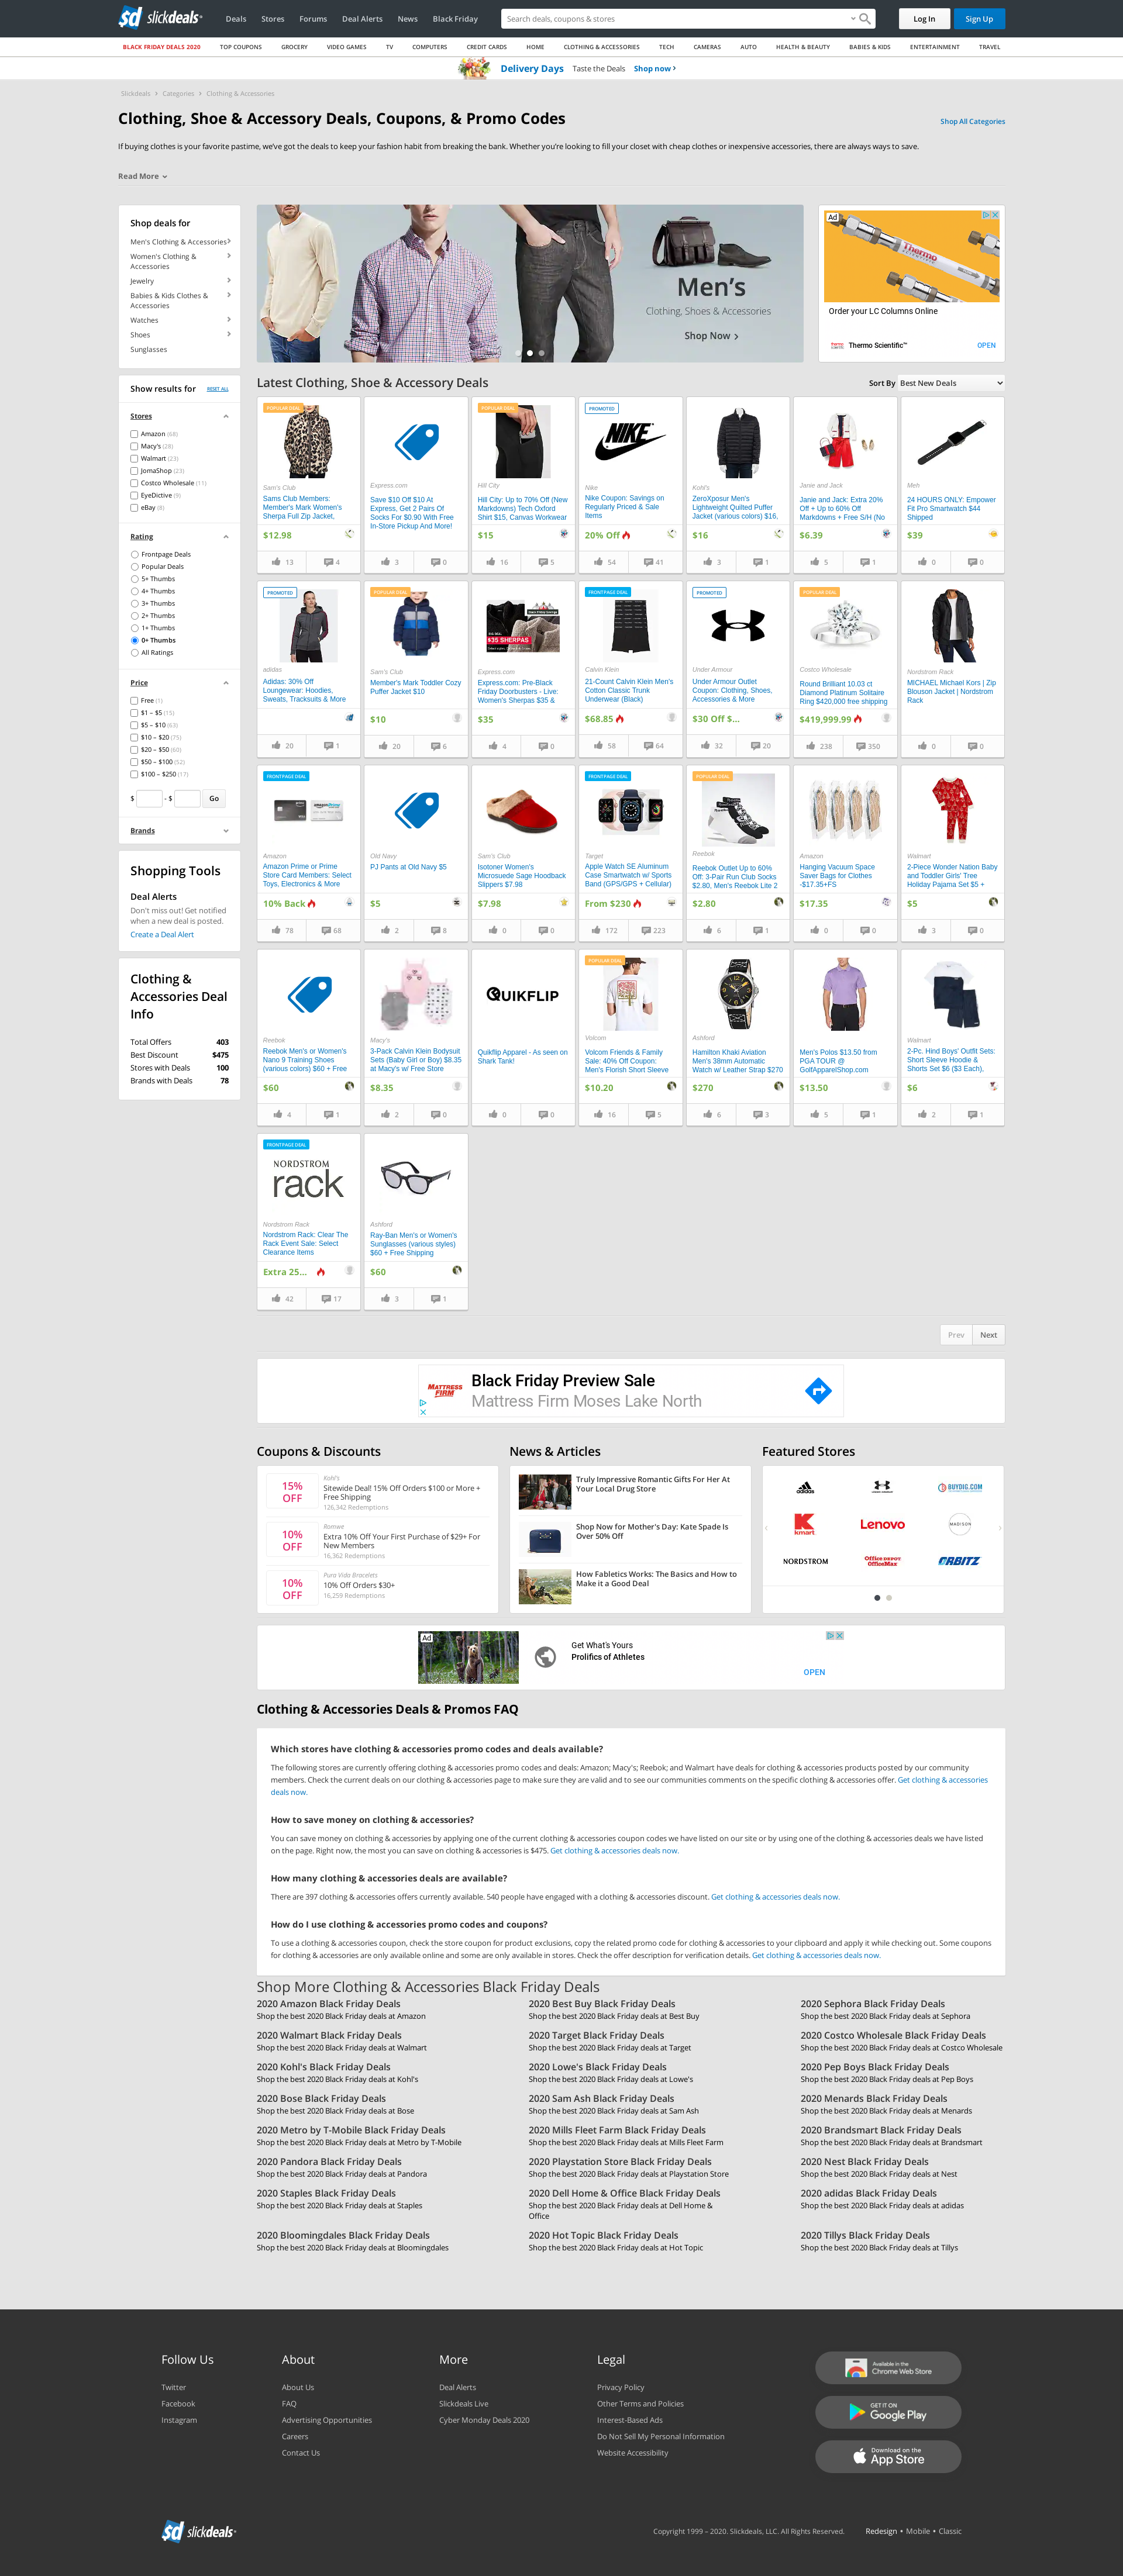 sd slickdeals
Deals
Stores
Forums
Deal Alerts
News
Black Friday
Search deals, coupons & stores
Log In
Sign Up
BLACK FRIDAY DEALS 2020
TOP COUPONS
GROCERY
VIDEO GAMES
TV
COMPUTERS
CREDIT CARDS
HOME
CLOTHING & ACCESSORIES
TECH
CAMERAS
AUTO
HEALTH & BEAUTY
BABIES & KIDS
ENTERTAINMENT
TRAVEL
Delivery Days Taste the Deals Shop now
Slickdeals > Categories > Clothing & Accessories
Clothing, Shoe & Accessory Deals, Coupons, & Promo Codes
Shop All Categories
If buying clothes is your favorite pastime, we've got the deals to keep your fashion habit from breaking the bank. Whether you're looking to fill your closet with cheap clothes or inexpensive accessories, there are always ways to save.
Read More
Shop deals for
Men's Clothing & Accessories
Women's Clothing &
Accessories
Jewelry
Babies & Kids Clothes &
Accessories
Watches
Shoes
Sunglasses
Show results for
RESET ALL
Stores
Amazon (68)
Macy's (28)
Walmart (23)
JomaShop (23)
Costco Wholesale (11)
EyeDictive (9)
eBay (8)
Rating
Frontpage Deals
Popular Deals
5+ Thumbs
4+ Thumbs
3+ Thumbs
2+ Thumbs
1+ Thumbs
0+ Thumbs
All Ratings
Price
Free (1)
$1 – $5 (15)
$5 – $10 (63)
$10 – $20 (75)
$20 – $50 (60)
$50 – $100 (52)
$100 – $250 (17)
$ - $ Go
Brands
Shopping Tools
Deal Alerts
Don't miss out! Get notified
when a new deal is posted.
Create a Deal Alert
Clothing &
Accessories Deal
Info
Total Offers 403
Best Discount $475
Stores with Deals 100
Brands with Deals 78
Men's
Clothing, Shoes & Accessories
Shop Now
Ad
Thermo
Order your LC Columns Online
Thermo Scientific™
OPEN
Latest Clothing, Shoe & Accessory Deals
Sort By Best New Deals
POPULAR DEAL
Sam's Club
Sams Club Members:
Member's Mark Women's
Sherpa Full Zip Jacket,
$12.98
13 4
Express.com
Save $10 Off $10 At
Express, Get 2 Pairs Of
Socks For $0.90 With Free
In-Store Pickup And More!
3 0
POPULAR DEAL
Hill City
Hill City: Up to 70% Off (New
Markdowns) Tech Oxford
Shirt $15, Canvas Workwear
$15
16 5
PROMOTED
NIKE
Nike
Nike Coupon: Savings on
Regularly Priced & Sale
Items
20% Off
54 41
Kohl's
ZeroXposur Men's
Lightweight Quilted Puffer
Jacket (various colors) $16,
$16
3 1
Janie and Jack
Janie and Jack: Extra 20%
Off + Up to 60% Off
Markdowns + Free S/H (No
$6.39
5 1
Meh
24 HOURS ONLY: Empower
Fit Pro Smartwatch $44
Shipped
$39
0 0
PROMOTED
adidas
Adidas: 30% Off
Loungewear: Hoodies,
Sweats, Tracksuits & More
20 1
POPULAR DEAL
Sam's Club
Member's Mark Toddler Cozy
Puffer Jacket $10
$10
20 6
$35 SHERPAS
Express.com
Express.com: Pre-Black
Friday Doorbusters - Live:
Women's Sherpas $35 &
$35
4 0
FRONTPAGE DEAL
Calvin Klein
21-Count Calvin Klein Men's
Cotton Classic Trunk
Underwear (Black)
$68.85
58 64
PROMOTED
Under Armour
Under Armour Outlet
Coupon: Clothing, Shoes,
Accessories & More
$30 Off $...
32 20
POPULAR DEAL
Costco Wholesale
Round Brilliant 10.03 ct
Diamond Platinum Solitaire
Ring $420,000 free shipping
$419,999.99
238 350
Nordstrom Rack
MICHAEL Michael Kors | Zip
Blouson Jacket | Nordstrom
Rack
0 0
FRONTPAGE DEAL
Amazon
Amazon Prime or Prime
Store Card Members: Select
Toys, Electronics & More
10% Back
78 68
Old Navy
PJ Pants at Old Navy $5
$5
2 8
Sam's Club
Isotoner Women's
Microsuede Sage Hoodback
Slippers $7.98
$7.98
0 0
FRONTPAGE DEAL
Target
Apple Watch SE Aluminum
Case Smartwatch w/ Sports
Band (GPS/GPS + Cellular)
From $230
172 223
POPULAR DEAL
Reebok
Reebok Outlet Up to 60%
Off: 3-Pair Run Club Socks
$2.80, Men's Reebok Lite 2
$2.80
6 1
Amazon
Hanging Vacuum Space
Saver Bags for Clothes
-$17.35+FS
$17.35
0 0
Walmart
2-Piece Wonder Nation Baby
and Toddler Girls' Tree
Holiday Pajama Set $5 +
$5
3 0
Reebok
Reebok Men's or Women's
Nano 9 Training Shoes
(various colors) $60 + Free
$60
4 1
Macy's
3-Pack Calvin Klein Bodysuit
Sets (Baby Girl or Boy) $8.35
at Macy's w/ Free Store
$8.35
2 0
QUIKFLIP
Quikflip Apparel - As seen on
Shark Tank!
0 0
POPULAR DEAL
Volcom
Volcom Friends & Family
Sale: 40% Off Coupon:
Men's Florish Short Sleeve
$10.20
16 5
Ashford
Hamilton Khaki Aviation
Men's 38mm Automatic
Watch w/ Leather Strap $270
$270
6 3
Men's Polos $13.50 from
PGA TOUR @
GolfApparelShop.com
$13.50
5 1
Walmart
2-Pc. Hind Boys' Outfit Sets:
Short Sleeve Hoodie &
Shorts Set $6 ($3 Each),
$6
2 1
FRONTPAGE DEAL
NORDSTROM
rack
Nordstrom Rack
Nordstrom Rack: Clear The
Rack Event Sale: Select
Clearance Items
Extra 25...
42 17
Ashford
Ray-Ban Men's or Women's
Sunglasses (various styles)
$60 + Free Shipping
$60
3 1
Prev Next
MATTRESS FIRM
Black Friday Preview Sale
Mattress Firm Moses Lake North
Coupons & Discounts
15% OFF
Kohl's
Sitewide Deal! 15% Off Orders $100 or More +
Free Shipping
126,342 Redemptions
10% OFF
Romwe
Extra 10% Off Your First Purchase of $29+ For
New Members
16,362 Redemptions
10% OFF
Pura Vida Bracelets
10% Off Orders $30+
16,259 Redemptions
News & Articles
Truly Impressive Romantic Gifts For Her At
Your Local Drug Store
Shop Now for Mother's Day: Kate Spade Is
Over 50% Off
How Fabletics Works: The Basics and How to
Make it a Good Deal
Featured Stores
adidas
UNDER ARMOUR
BUYDIG.COM
kmart
Lenovo
MADISON
NORDSTROM
Office DEPOT OfficeMax
ORBITZ
Ad
Get What's Yours
Prolifics of Athletes
OPEN
Clothing & Accessories Deals & Promos FAQ
Which stores have clothing & accessories promo codes and deals available?
The following stores are currently offering clothing & accessories promo codes and deals: Amazon; Macy's; Reebok; and Walmart have deals for clothing & accessories products posted by our community
members. Check the current deals on our clothing & accessories page to make sure they are valid and to see our communities comments on the specific clothing & accessories offer. Get clothing & accessories
deals now.
How to save money on clothing & accessories?
You can save money on clothing & accessories by applying one of the current clothing & accessories coupon codes we have listed on our site or by using one of the clothing & accessories deals we have listed
on the page. Right now, the most you can save on clothing & accessories is $475. Get clothing & accessories deals now.
How many clothing & accessories deals are available?
There are 397 clothing & accessories offers currently available. 540 people have engaged with a clothing & accessories discount. Get clothing & accessories deals now.
How do I use clothing & accessories promo codes and coupons?
To use a clothing & accessories coupon, check the store coupon for product exclusions, copy the related promo code for clothing & accessories to your clipboard and apply it while checking out. Some coupons
for clothing & accessories are only available online and some are only available in stores. Check the offer description for verification details. Get clothing & accessories deals now.
Shop More Clothing & Accessories Black Friday Deals
2020 Amazon Black Friday Deals
Shop the best 2020 Black Friday deals at Amazon
2020 Best Buy Black Friday Deals
Shop the best 2020 Black Friday deals at Best Buy
2020 Sephora Black Friday Deals
Shop the best 2020 Black Friday deals at Sephora
2020 Walmart Black Friday Deals
Shop the best 2020 Black Friday deals at Walmart
2020 Target Black Friday Deals
Shop the best 2020 Black Friday deals at Target
2020 Costco Wholesale Black Friday Deals
Shop the best 2020 Black Friday deals at Costco Wholesale
2020 Kohl's Black Friday Deals
Shop the best 2020 Black Friday deals at Kohl's
2020 Lowe's Black Friday Deals
Shop the best 2020 Black Friday deals at Lowe's
2020 Pep Boys Black Friday Deals
Shop the best 2020 Black Friday deals at Pep Boys
2020 Bose Black Friday Deals
Shop the best 2020 Black Friday deals at Bose
2020 Sam Ash Black Friday Deals
Shop the best 2020 Black Friday deals at Sam Ash
2020 Menards Black Friday Deals
Shop the best 2020 Black Friday deals at Menards
2020 Metro by T-Mobile Black Friday Deals
Shop the best 2020 Black Friday deals at Metro by T-Mobile
2020 Mills Fleet Farm Black Friday Deals
Shop the best 2020 Black Friday deals at Mills Fleet Farm
2020 Brandsmart Black Friday Deals
Shop the best 2020 Black Friday deals at Brandsmart
2020 Pandora Black Friday Deals
Shop the best 2020 Black Friday deals at Pandora
2020 Playstation Store Black Friday Deals
Shop the best 2020 Black Friday deals at Playstation Store
2020 Nest Black Friday Deals
Shop the best 2020 Black Friday deals at Nest
2020 Staples Black Friday Deals
Shop the best 2020 Black Friday deals at Staples
2020 Dell Home & Office Black Friday Deals
Shop the best 2020 Black Friday deals at Dell Home &
Office
2020 adidas Black Friday Deals
Shop the best 2020 Black Friday deals at adidas
2020 Bloomingdales Black Friday Deals
Shop the best 2020 Black Friday deals at Bloomingdales
2020 Hot Topic Black Friday Deals
Shop the best 2020 Black Friday deals at Hot Topic
2020 Tillys Black Friday Deals
Shop the best 2020 Black Friday deals at Tillys
Follow Us
Twitter
Facebook
Instagram
About
About Us
FAQ
Advertising Opportunities
Careers
Contact Us
More
Deal Alerts
Slickdeals Live
Cyber Monday Deals 2020
Legal
Privacy Policy
Other Terms and Policies
Interest-Based Ads
Do Not Sell My Personal Information
Website Accessibility
Available in the
Chrome Web Store
GET IT ON
Google Play
Download on the
App Store
sd slickdeals
Copyright 1999 – 2020. Slickdeals, LLC. All Rights Reserved.
Redesign • Mobile • Classic